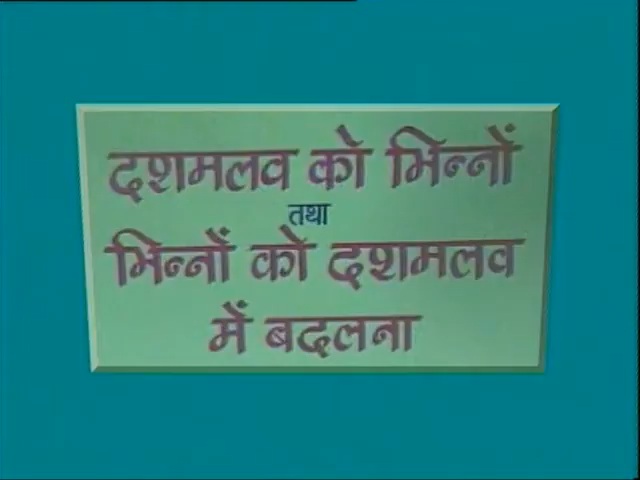 दशमलव को भिन्नों
तथा
भिन्नों को दशमलव
में बदलना